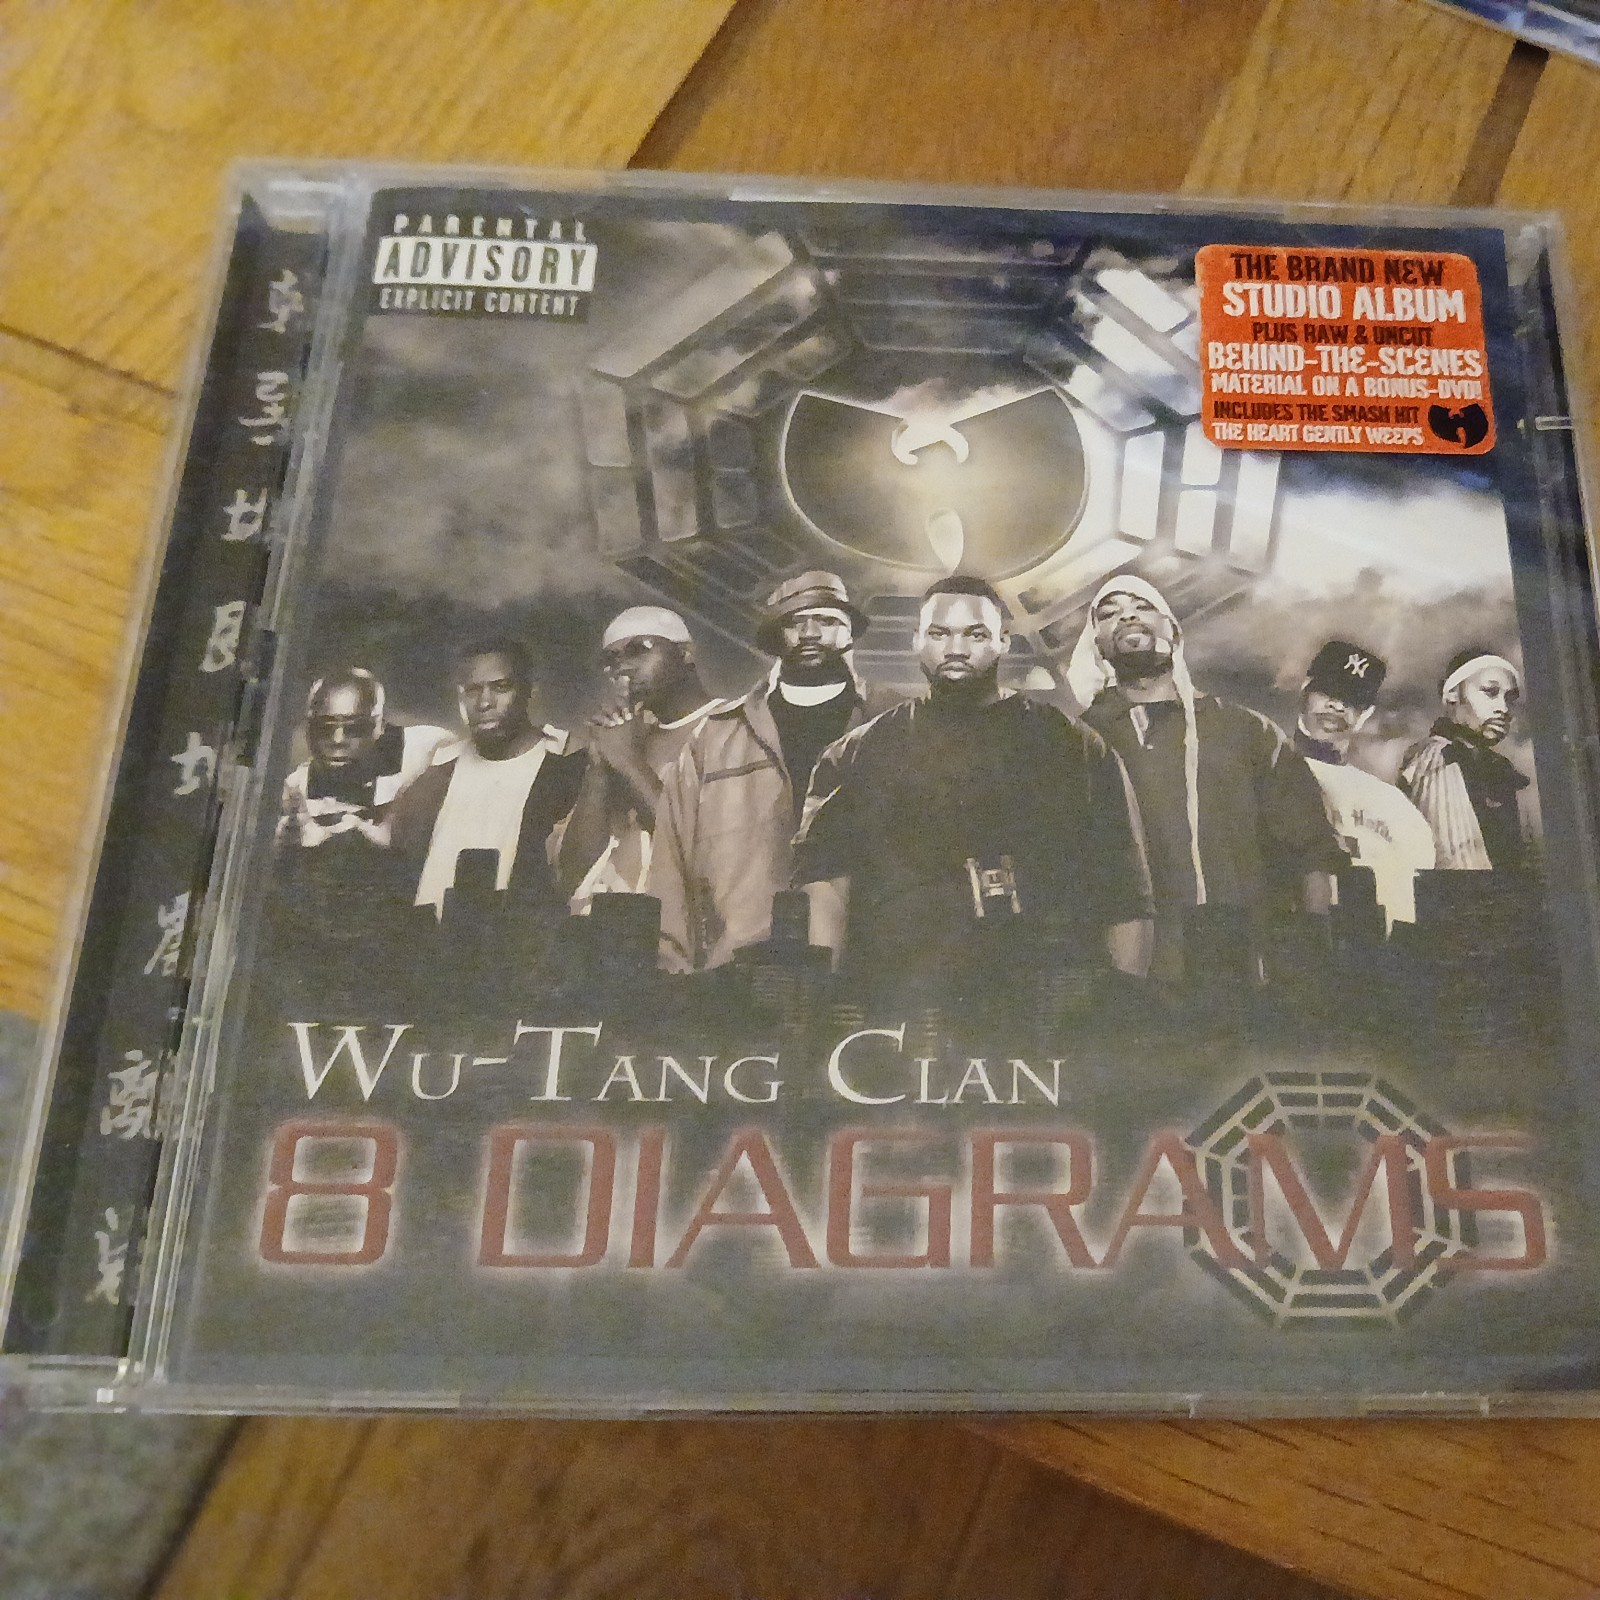 PARENTAL
ADVISORY
EXPLICIT CONTENT
THE BRAND NEW
STUDIO ALBUM
PLUS RAW & UNCUT
BEHIND-THE-SCENES
MATERIAL ON A BONUS-DVD!
INCLUDES THE SMASH HIT
THE HEART GENTLY WEEPS
NY
WU-TANG CLAN
8 DIAGRAMS